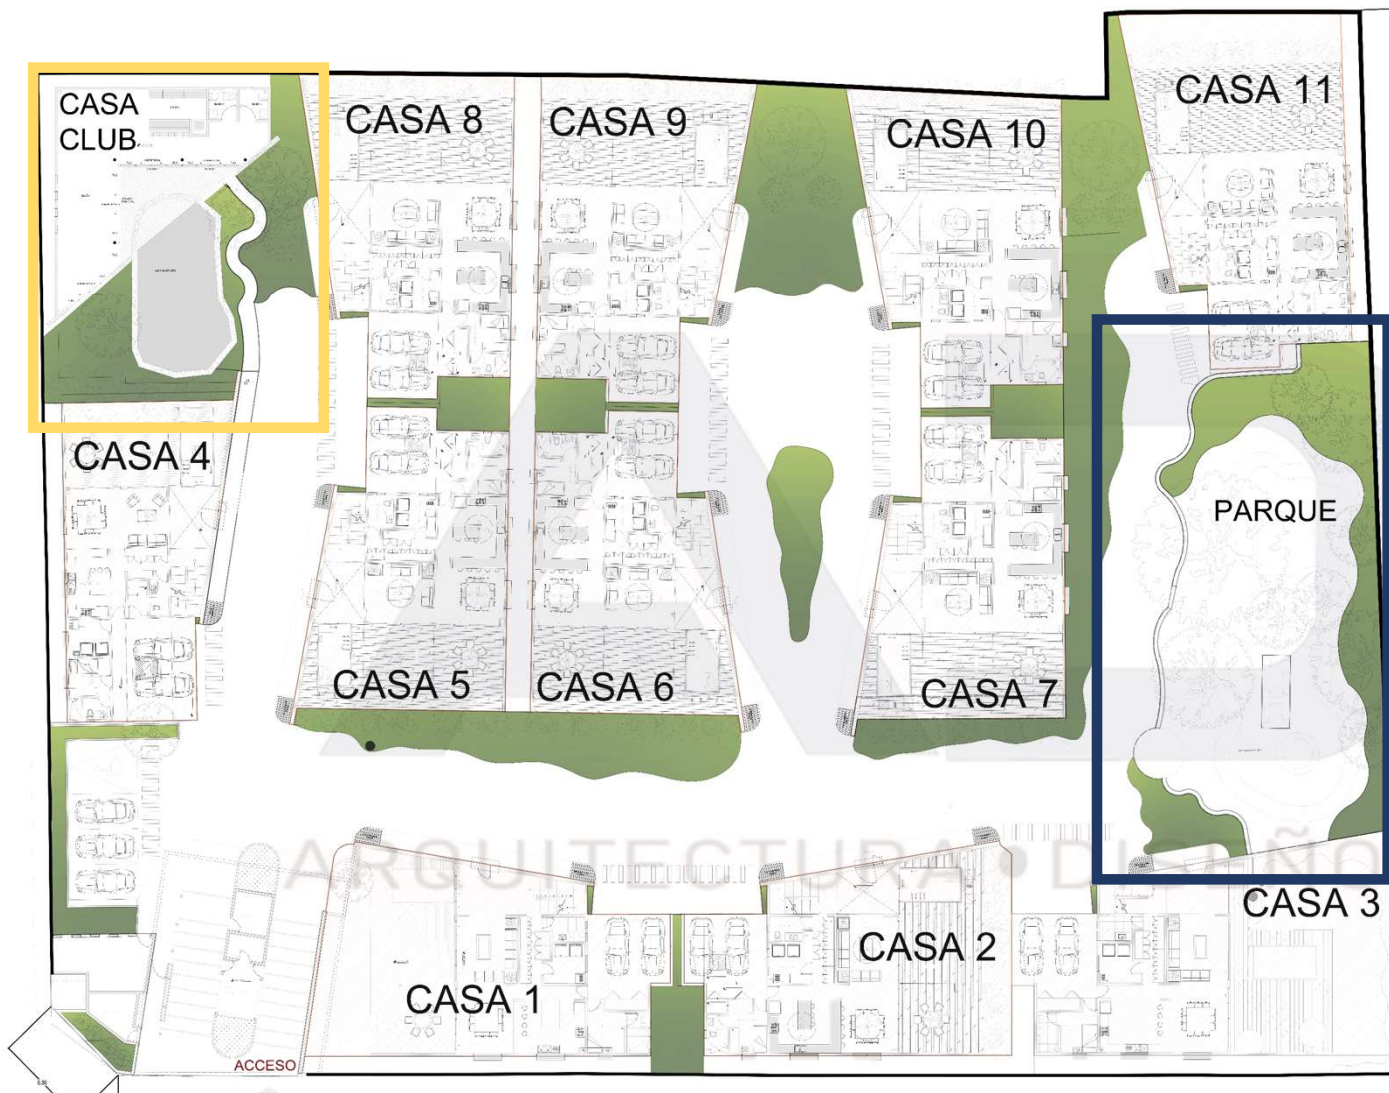 CASA
CLUB
CASA 8
CASA 9
CASA 10
CASA 11
CASA 4
PARQUE
CASA 5
CASA 6
CASA 7
ARQUITECTURA • DISEÑO
CASA 3
CASA 2
CASA 1
ACCESO